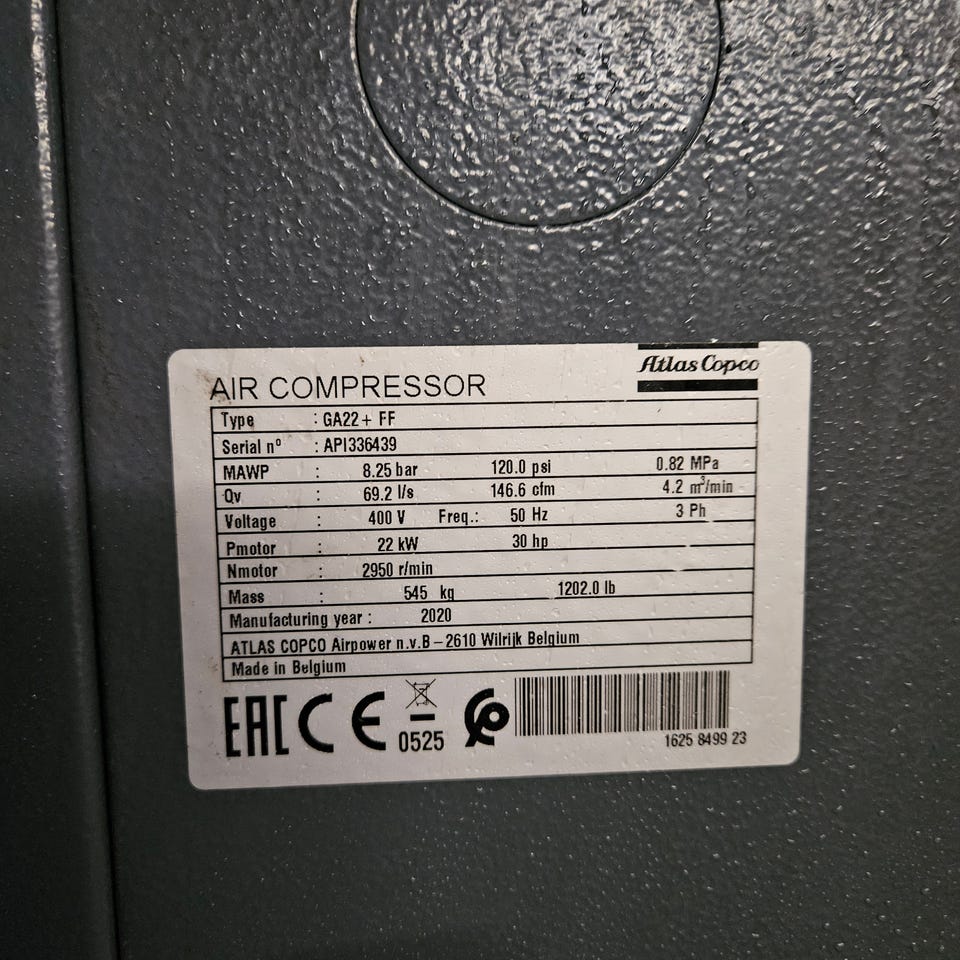 Atlas Copco
AIR COMPRESSOR
Type : GA22+ FF
Serial nº : API336439
MAWP : 8.25 bar 120.0 psi 0.82 MPa
Qv : 69.2 l/s 146.6 cfm 4.2 m³/min
Voltage : 400 V Freq.: 50 Hz 3 Ph
Pmotor : 22 kW 30 hp
Nmotor : 2950 r/min
Mass : 545 kg 1202.0 lb
Manufacturing year : 2020
ATLAS COPCO Airpower n.v.B – 2610 Wilrijk Belgium
Made in Belgium
EAC CE 0525
1625 8499 23